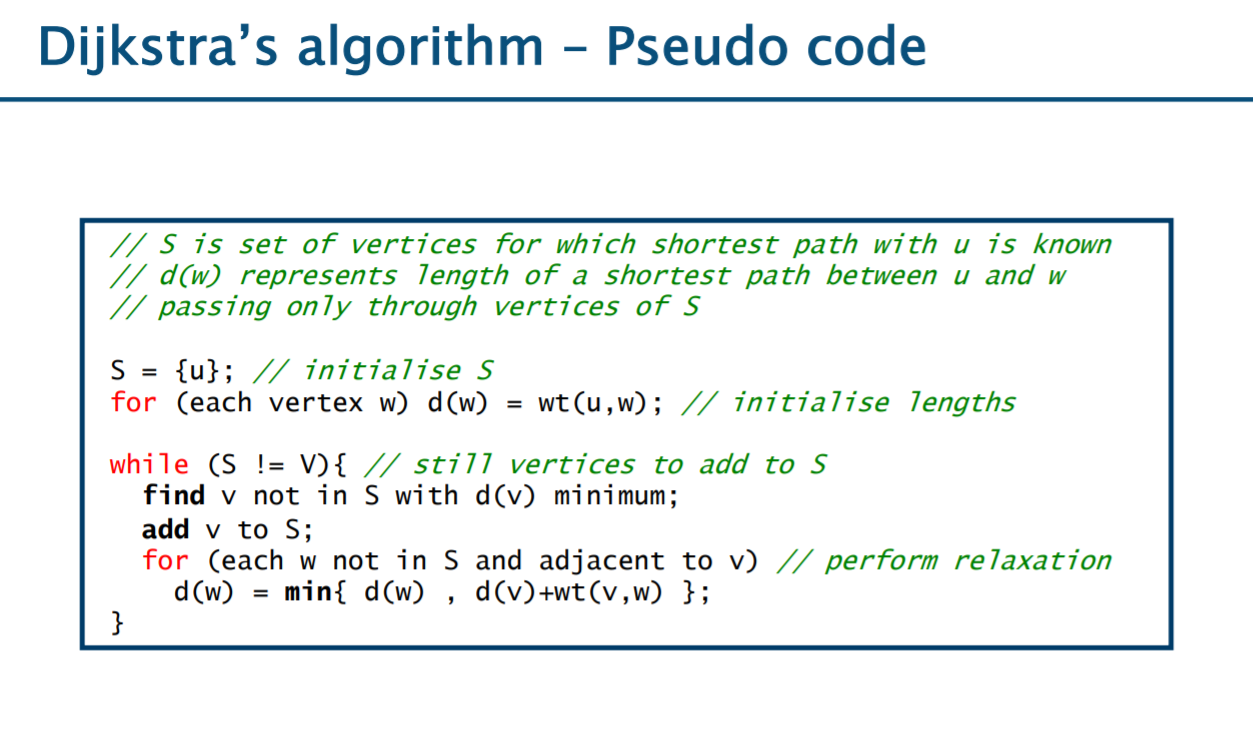 Dijkstra’s algorithm – Pseudo code
// S is set of vertices for which shortest path with u is known
// d(w) represents length of a shortest path between u and w
// passing only through vertices of S
S = {u}; // initialise S
for (each vertex w) d(w) = wt(u,w); // initialise lengths
while (S != V){ // still vertices to add to S
find v not in S with d(v) minimum;
add v to S;
for (each w not in S and adjacent to v) // perform relaxation
d(w) = min{ d(w) , d(v)+wt(v,w) };
}